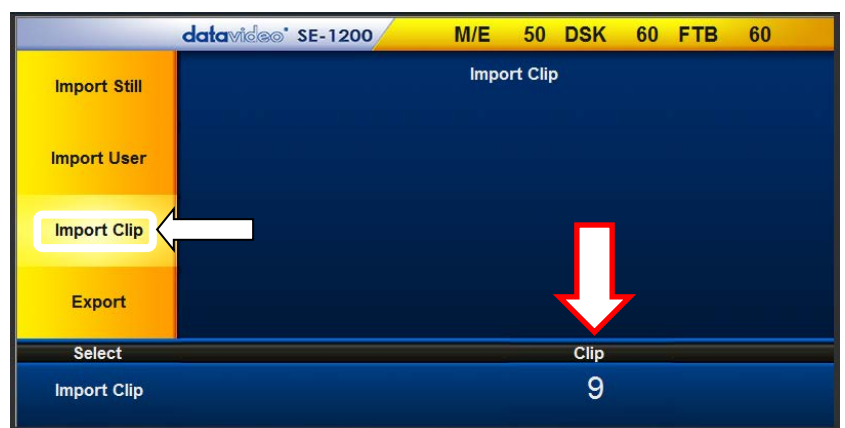 datavideo SE-1200 M/E 50 DSK 60 FTB 60
Import Still
Import Clip
Import User
Import Clip
Export
Select Clip
Import Clip 9